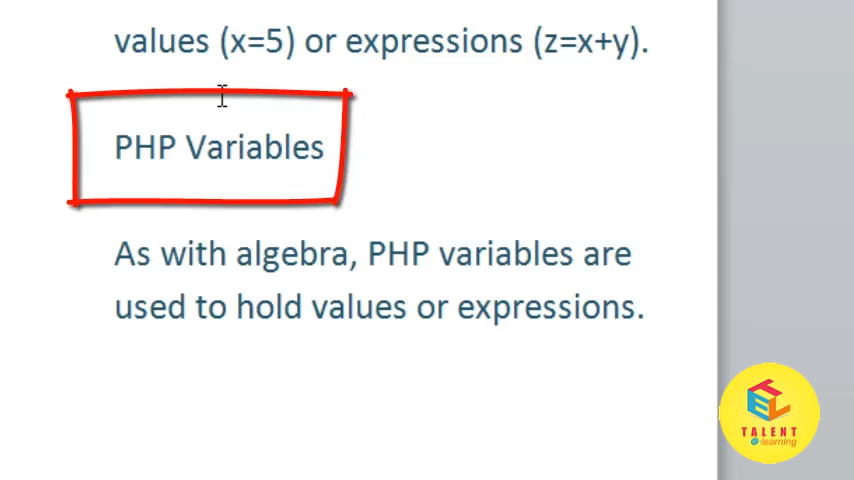 values (x=5) or expressions (z=x+y).
PHP Variables
As with algebra, PHP variables are
used to hold values or expressions.
TEL
TALENT
e-learning